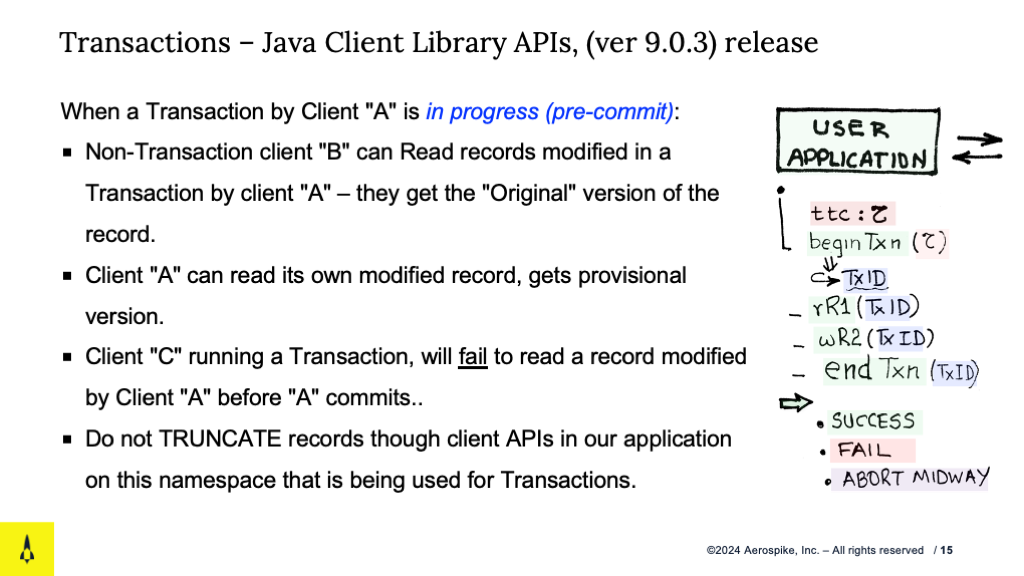 Transactions – Java Client Library APIs, (ver 9.0.3) release
When a Transaction by Client "A" is in progress (pre-commit):
▪ Non-Transaction client "B" can Read records modified in a
Transaction by client "A" – they get the "Original" version of the
record.
▪ Client "A" can read its own modified record, gets provisional
version.
▪ Client "C" running a Transaction, will fail to read a record modified
by Client "A" before "A" commits..
▪ Do not TRUNCATE records though client APIs in our application
on this namespace that is being used for Transactions.
USER
APPLICATION
ttc : τ
begin Txn (τ)
TxID
– rR1 (TxID)
– wR2 (TxID)
– end Txn (TxID)
• SUCCESS
• FAIL
• ABORT MIDWAY
©2024 Aerospike, Inc. – All rights reserved / 15